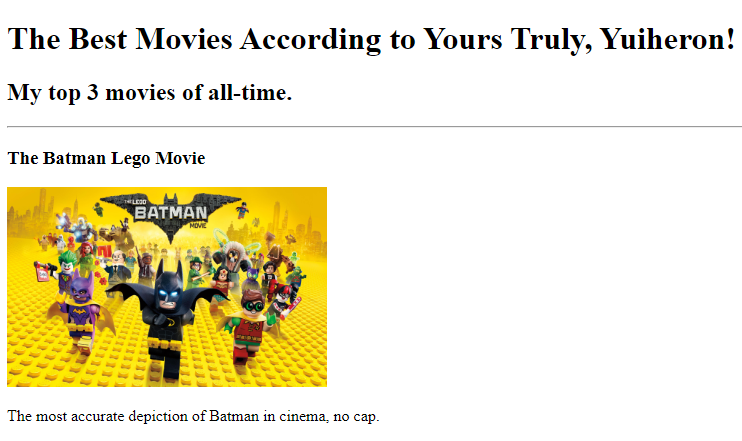 The Best Movies According to Yours Truly, Yuiheron!
My top 3 movies of all-time.
The Batman Lego Movie
THE LEGO
BATMAN
MOVIE
The most accurate depiction of Batman in cinema, no cap.